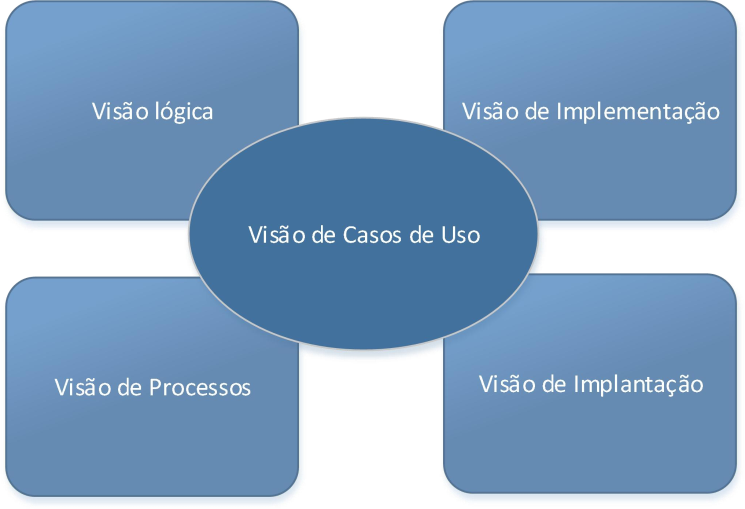 Visão lógica
Visão de Implementação
Visão de Casos de Uso
Visão de Processos
Visão de Implantação